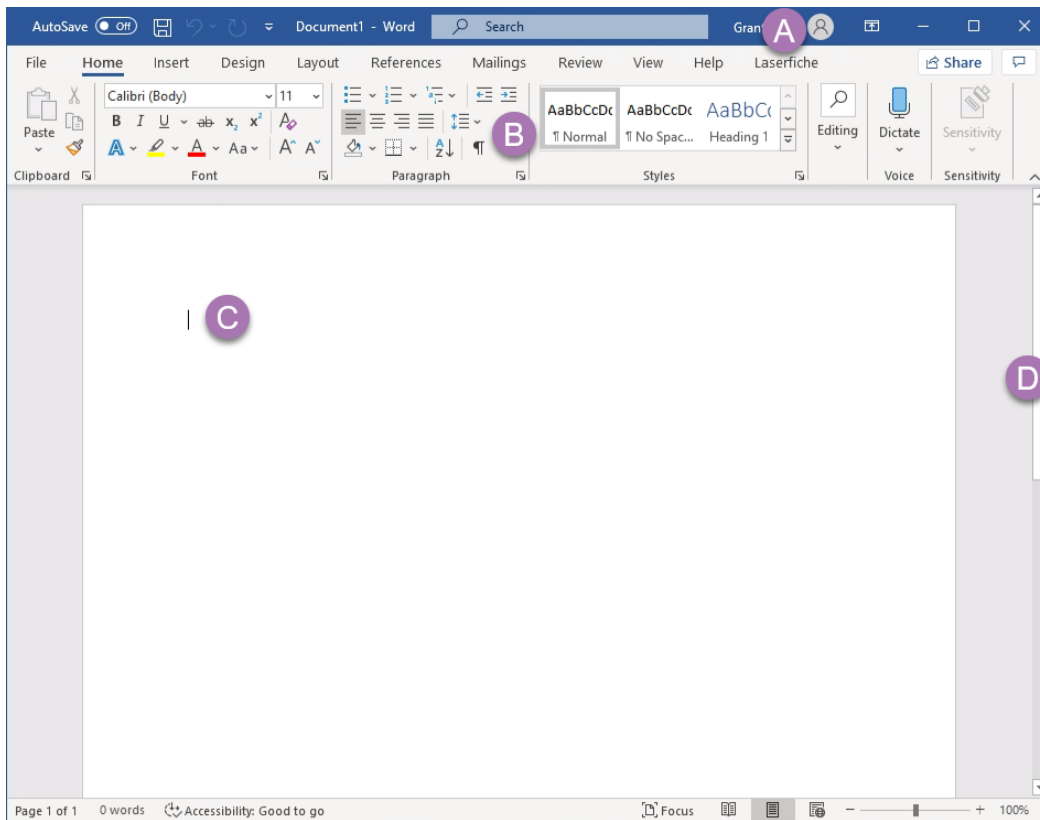 AutoSave Off Document1 - Word Search Gran A
File Home Insert Design Layout References Mailings Review View Help Laserfiche Share
Calibri (Body) 11 AaBbCcDc AaBbCcDc AaBbC
Paste B I U ab x₂ x² A B ¶ Normal ¶ No Spac... Heading 1 Editing Dictate Sensitivity
A A Aa A A A Z ¶
Clipboard Font Paragraph Styles Voice Sensitivity
C
D
Page 1 of 1 0 words Accessibility: Good to go Focus 100%